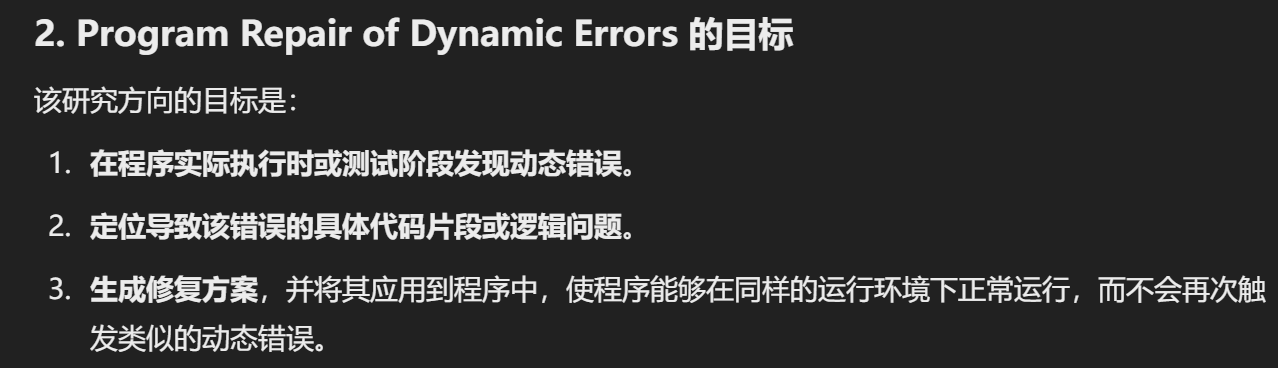 2. Program Repair of Dynamic Errors 的目标
该研究方向的目标是：
1. 在程序实际执行时或测试阶段发现动态错误。
2. 定位导致该错误的具体代码片段或逻辑问题。
3. 生成修复方案，并将其应用到程序中，使程序能够在同样的运行环境下正常运行，而不会再次触
发类似的动态错误。